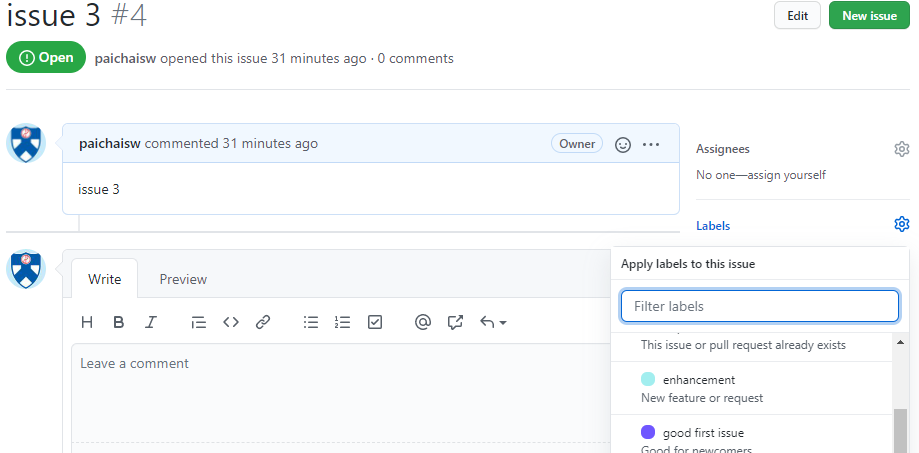 issue 3 #4
Edit
New issue
Open
paichaisw opened this issue 31 minutes ago · 0 comments
paichaisw commented 31 minutes ago
Owner
issue 3
Assignees
No one—assign yourself
Labels
Apply labels to this issue
Filter labels
This issue or pull request already exists
enhancement
New feature or request
good first issue
Good for newcomers
Write
Preview
Leave a comment